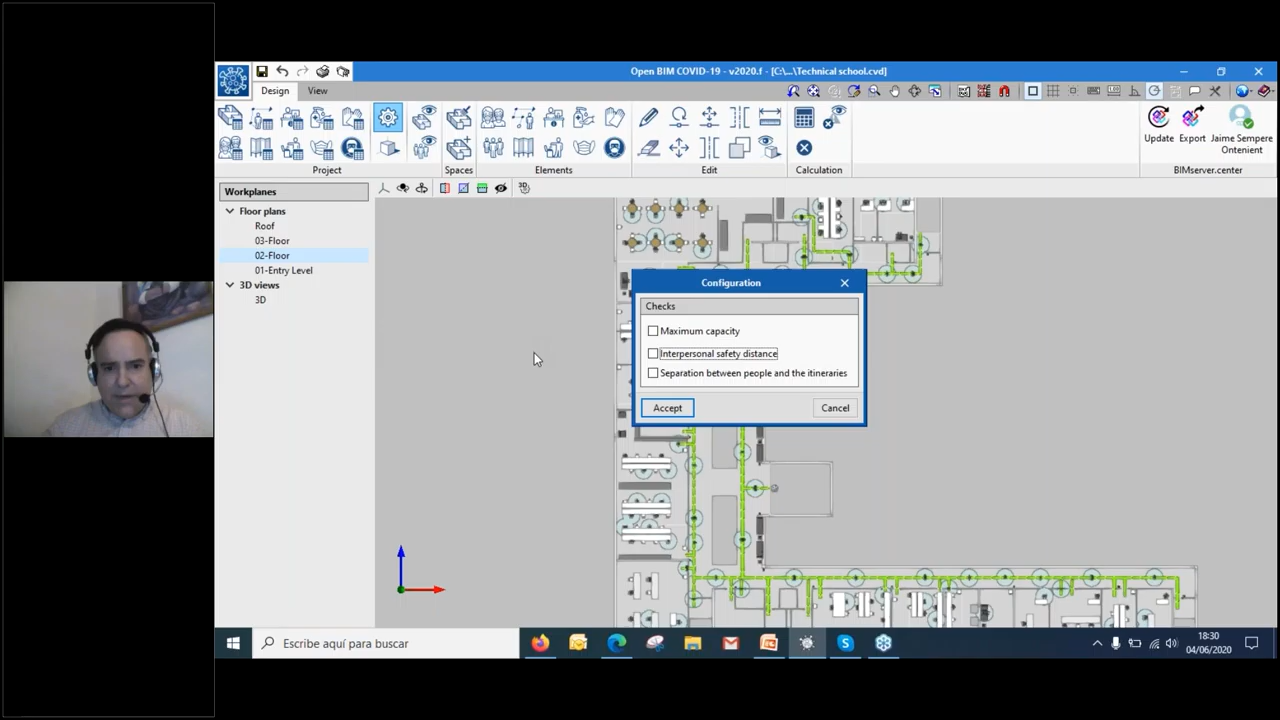 Open BIM COVID-19 - v2020.f - [C:\...\Technical school.cvd]
Design View
Project Spaces Elements Edit Calculation BIMserver.center
Update Export Jaime Sempere
Ontenient
Workplanes
Floor plans
Roof
03-Floor
02-Floor
01-Entry Level
3D views
3D
Configuration
Checks
Maximum capacity
Interpersonal safety distance
Separation between people and the itineraries
Accept Cancel
Escribe aquí para buscar
18:30
04/06/2020